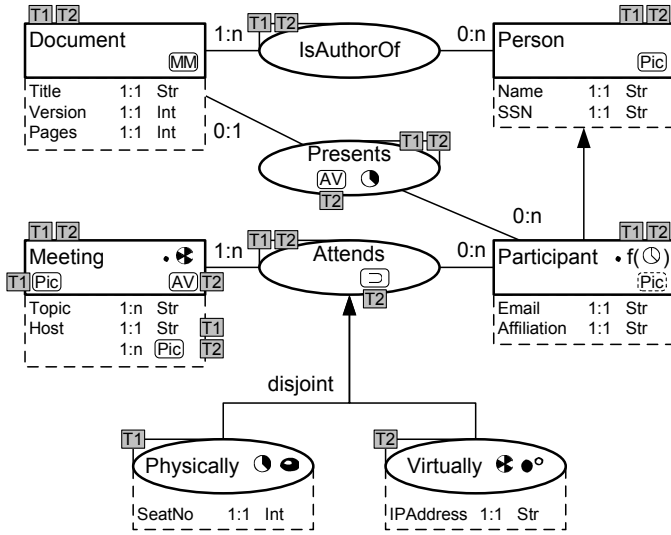 T1 T2
Document
MM
Title 1:1 Str
Version 1:1 Int
Pages 1:1 Int
1:n
T1 T2
IsAuthorOf
0:n
T1 T2
Person
Pic
Name 1:1 Str
SSN 1:1 Str
0:1
T1 T2
Presents
AV
T2
0:n
T1 T2
Meeting
T1 Pic AV T2
Topic 1:n Str
Host 1:1 Str T1
1:n Pic T2
1:n
T1 T2
Attends
T2
0:n
T1 T2
Participant f( )
Pic
Email 1:1 Str
Affiliation 1:1 Str
disjoint
T1
Physically
SeatNo 1:1 Int
T2
Virtually
IPAddress 1:1 Str